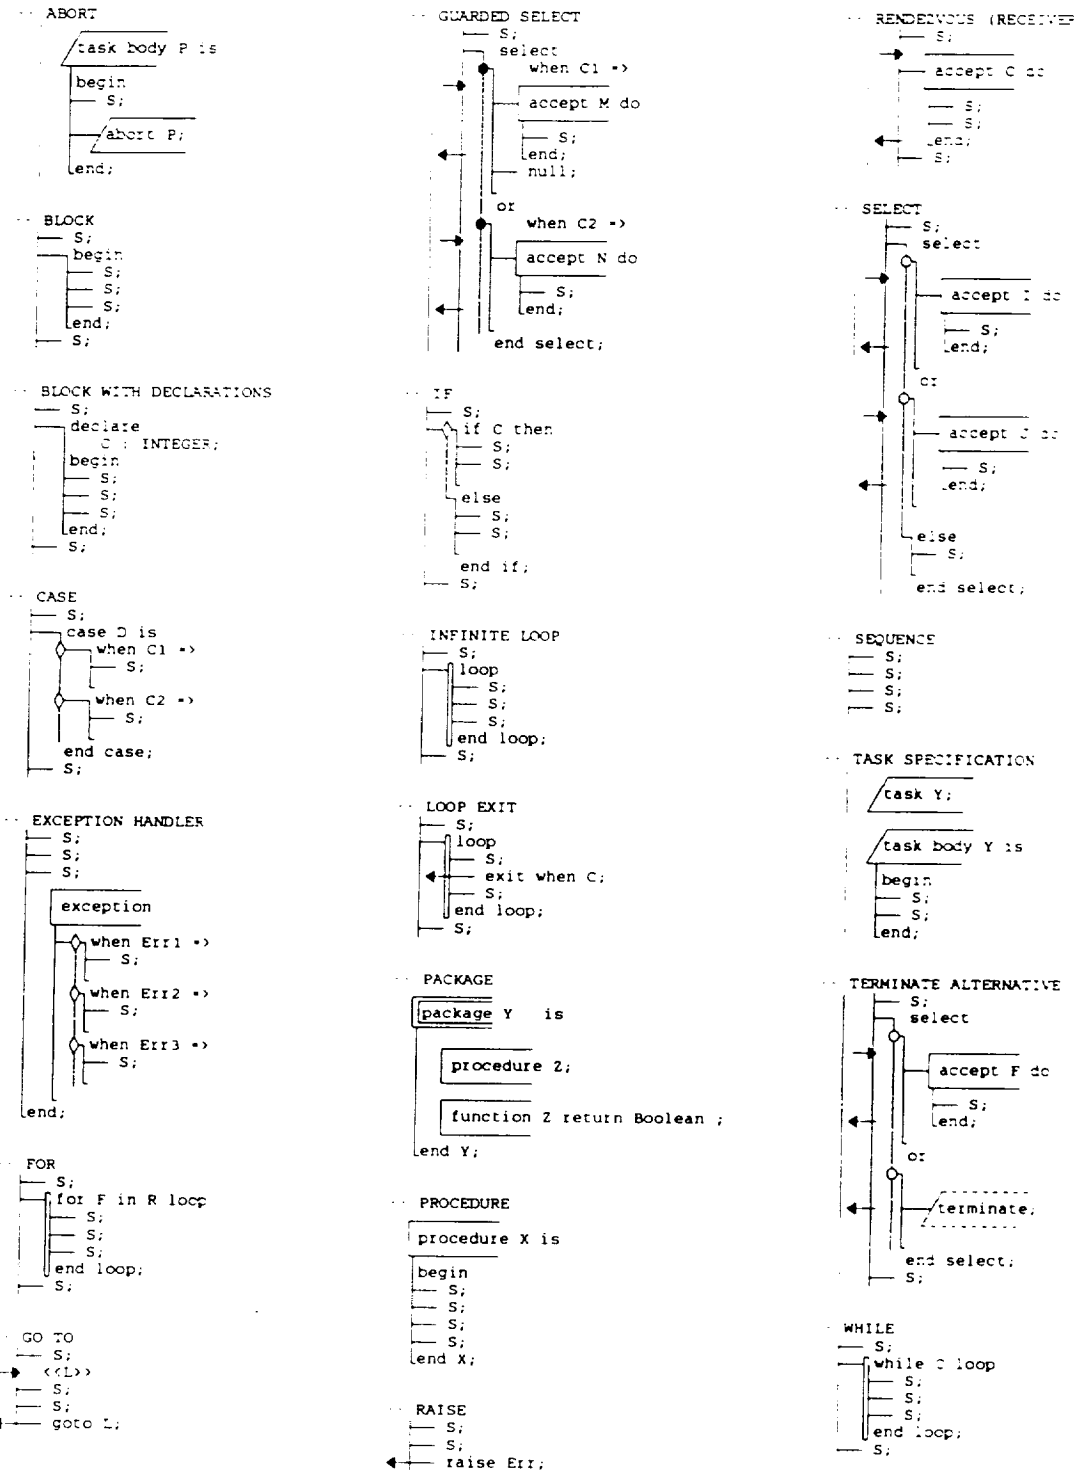 -- ABORT
task body P is
begin
S;
abort P;
end;
-- BLOCK
S;
begin
S;
S;
S;
end;
S;
-- BLOCK WITH DECLARATIONS
S;
declare
C : INTEGER;
begin
S;
S;
S;
end;
S;
-- CASE
S;
case D is
when C1 =>
S;
when C2 =>
S;
end case;
S;
-- EXCEPTION HANDLER
S;
S;
S;
exception
when Err1 =>
S;
when Err2 =>
S;
when Err3 =>
S;
end;
-- FOR
S;
for F in R loop
S;
S;
S;
end loop;
S;
GO TO
S;
<<L>>
S;
S;
goto L;
-- GUARDED SELECT
S;
select
when C1 =>
accept M do
S;
end;
null;
or
when C2 =>
accept N do
S;
end;
end select;
-- IF
S;
if C then
S;
S;
else
S;
S;
end if;
S;
-- INFINITE LOOP
S;
loop
S;
S;
S;
end loop;
S;
-- LOOP EXIT
S;
loop
S;
exit when C;
S;
end loop;
S;
-- PACKAGE
package Y is
procedure Z;
function Z return Boolean ;
end Y;
-- PROCEDURE
procedure X is
begin
S;
S;
S;
S;
end X;
-- RAISE
S;
S;
raise Err;
-- RENDEZVOUS (RECEIVER
S;
accept C do
S;
S;
end;
S;
-- SELECT
S;
select
accept I do
S;
end;
or
accept J do
S;
end;
else
S;
end select;
-- SEQUENCE
S;
S;
S;
S;
-- TASK SPECIFICATION
task Y;
task body Y is
begin
S;
S;
end;
-- TERMINATE ALTERNATIVE
S;
select
accept F do
S;
end;
or
terminate;
end select;
S;
-- WHILE
S;
while C loop
S;
S;
S;
end loop;
S;